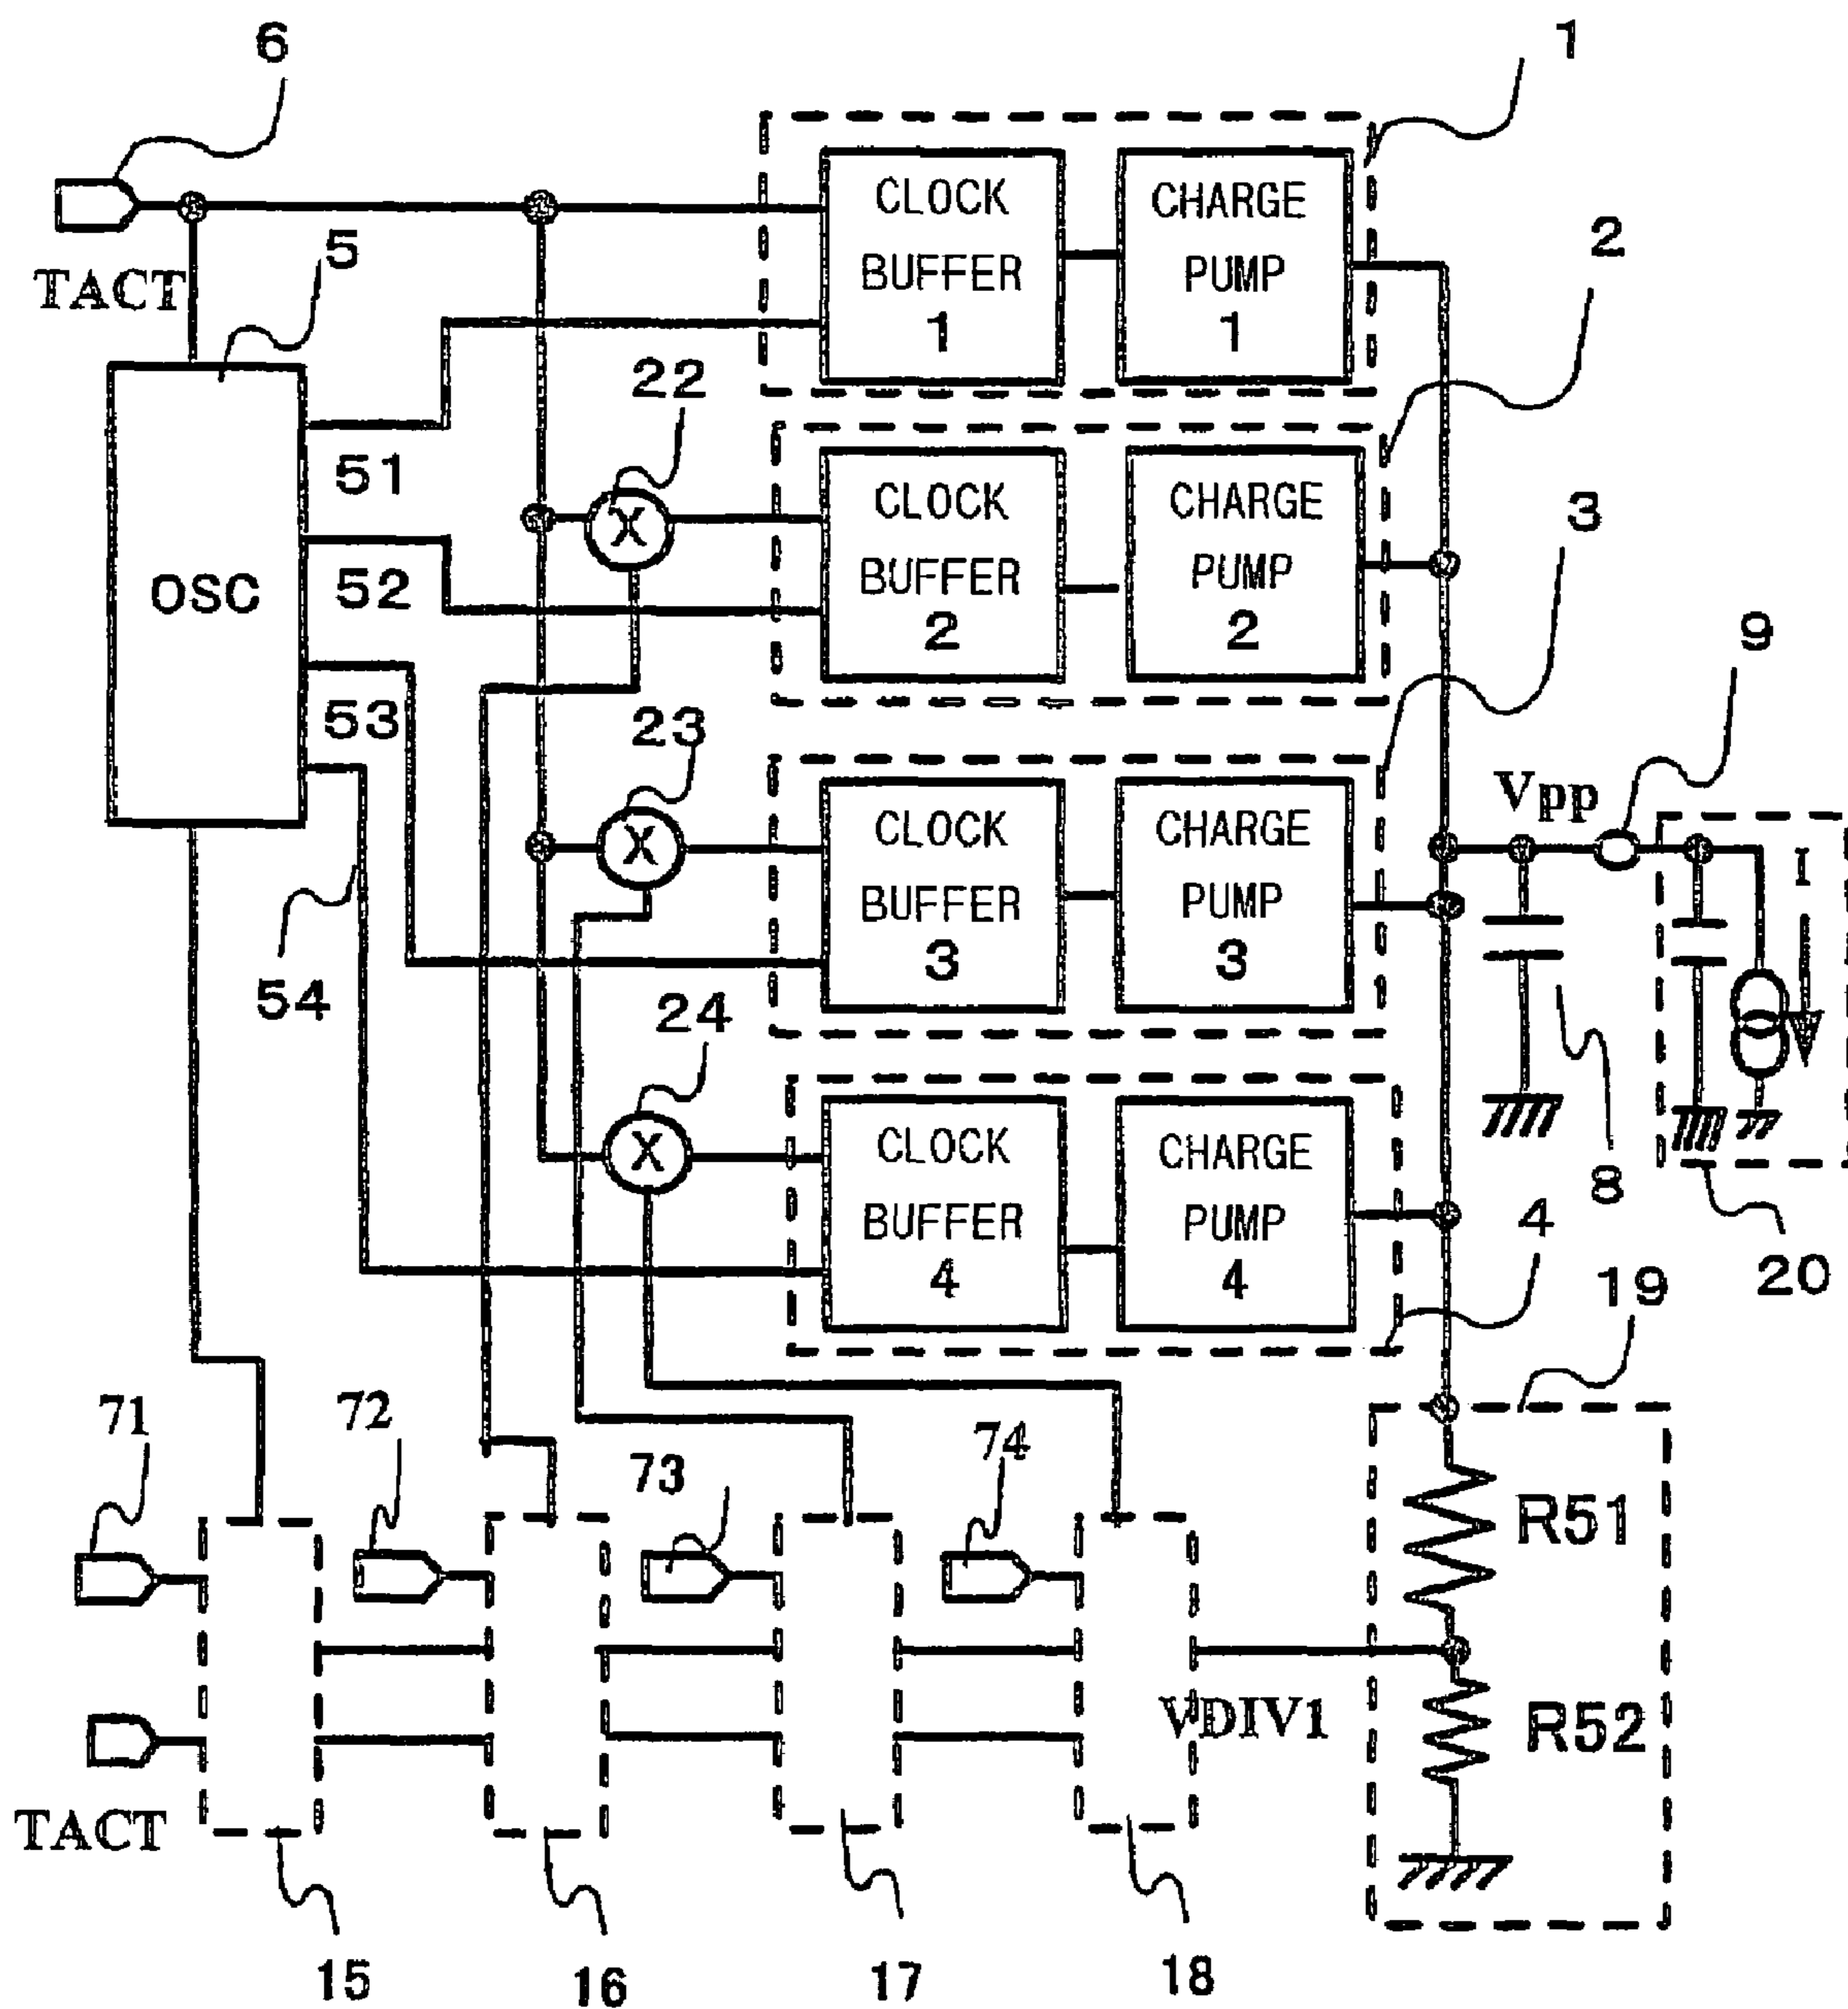 6
1
TACT
5
CLOCK
BUFFER
1
CHARGE
PUMP
1
2
22
51
OSC
52
CLOCK
BUFFER
2
CHARGE
PUMP
2
3
53
23
9
Vpp
I
54
CLOCK
BUFFER
3
CHARGE
PUMP
3
24
8
CLOCK
BUFFER
4
CHARGE
PUMP
4
4
20
19
71
72
73
74
R51
VDIV1
R52
TACT
15
16
17
18
X
X
X